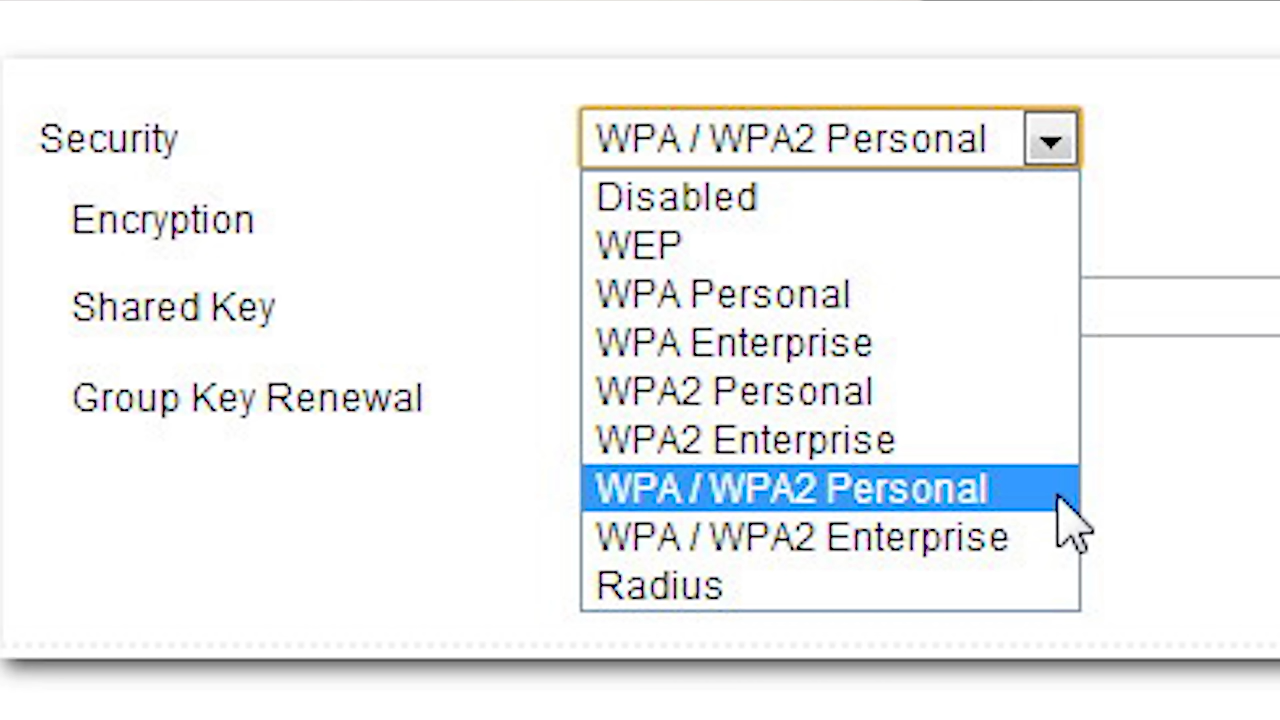 Security
WPA / WPA2 Personal
Disabled
Encryption
WEP
WPA Personal
Shared Key
WPA Enterprise
WPA2 Personal
Group Key Renewal
WPA2 Enterprise
WPA / WPA2 Personal
WPA / WPA2 Enterprise
Radius